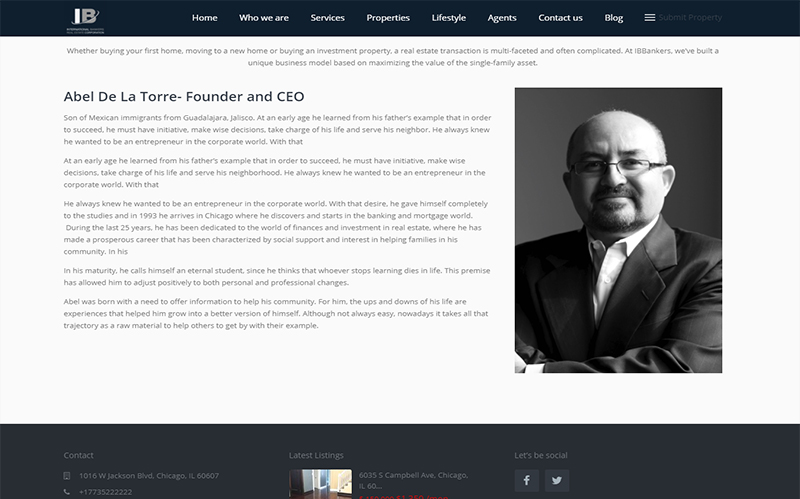 IB
INTERNATIONAL BANKERS
REAL ESTATE CORPORATION
Home Who we are Services Properties Lifestyle Agents Contact us Blog Submit Property
Whether buying your first home, moving to a new home or buying an investment property, a real estate transaction is multi-faceted and often complicated. At IBBankers, we've built a
unique business model based on maximizing the value of the single-family asset.
Abel De La Torre- Founder and CEO
Son of Mexican immigrants from Guadalajara, Jalisco. At an early age he learned from his father's example that in order
to succeed, he must have initiative, make wise decisions, take charge of his life and serve his neighbor. He always knew
he wanted to be an entrepreneur in the corporate world. With that
At an early age he learned from his father's example that in order to succeed, he must have initiative, make wise
decisions, take charge of his life and serve his neighborhood. He always knew he wanted to be an entrepreneur in the
corporate world. With that
He always knew he wanted to be an entrepreneur in the corporate world. With that desire, he gave himself completely
to the studies and in 1993 he arrives in Chicago where he discovers and starts in the banking and mortgage world.
During the last 25 years, he has been dedicated to the world of finances and investment in real estate, where he has
made a prosperous career that has been characterized by social support and interest in helping families in his
community. In his
In his maturity, he calls himself an eternal student, since he thinks that whoever stops learning dies in life. This premise
has allowed him to adjust positively to both personal and professional changes.
Abel was born with a need to offer information to help his community. For him, the ups and downs of his life are
experiences that helped him grow into a better version of himself. Although not always easy, nowadays it takes all that
trajectory as a raw material to help others to get by with their example.
Contact
1016 W Jackson Blvd, Chicago, IL 60607
+17735222222
Latest Listings
6035 S Campbell Ave, Chicago,
IL 60...
Let's be social